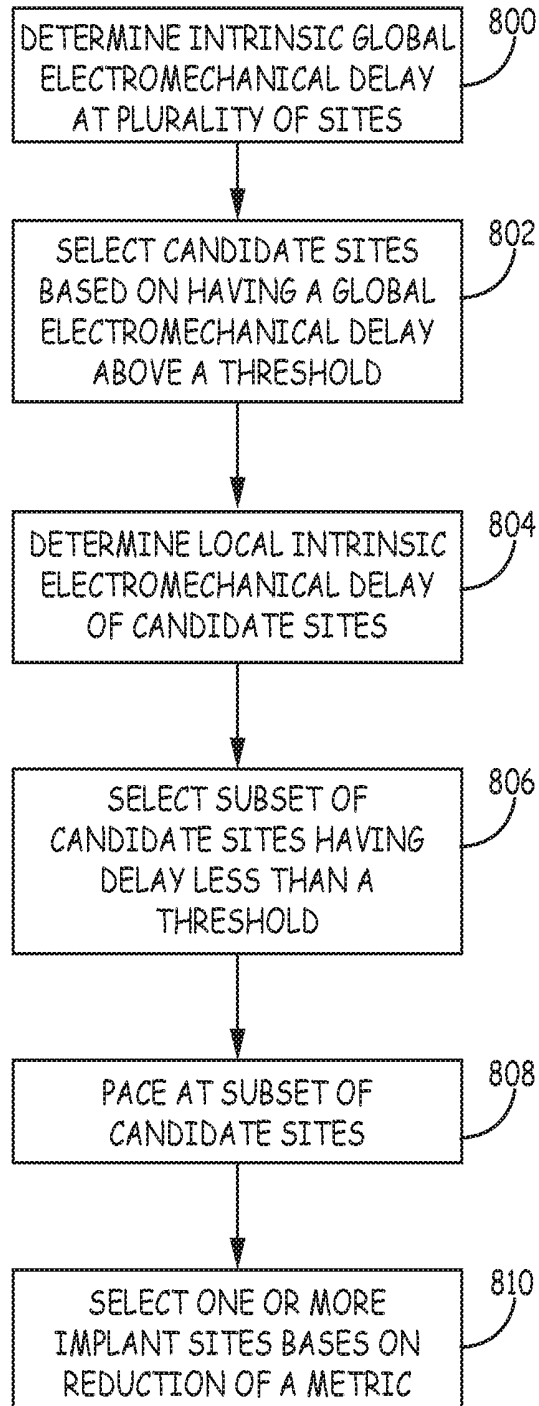 DETERMINE INTRINSIC GLOBAL
ELECTROMECHANICAL DELAY
AT PLURALITY OF SITES
800
SELECT CANDIDATE SITES
BASED ON HAVING A GLOBAL
ELECTROMECHANICAL DELAY
ABOVE A THRESHOLD
802
DETERMINE LOCAL INTRINSIC
ELECTROMECHANICAL DELAY
OF CANDIDATE SITES
804
SELECT SUBSET OF
CANDIDATE SITES HAVING
DELAY LESS THAN A
THRESHOLD
806
PACE AT SUBSET OF
CANDIDATE SITES
808
SELECT ONE OR MORE
IMPLANT SITES BASES ON
REDUCTION OF A METRIC
810